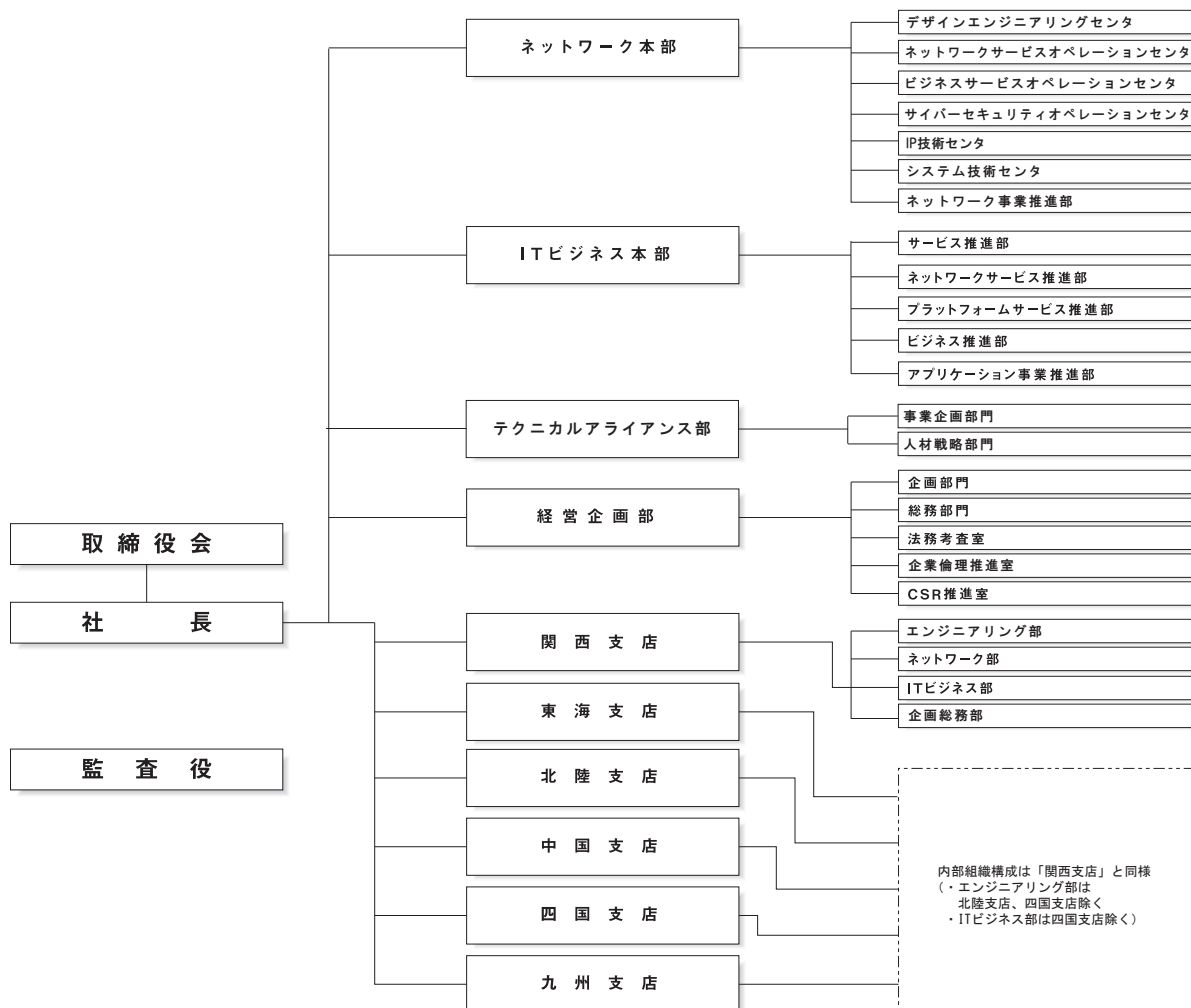 取締役会
社長
監査役
ネットワーク本部
デザインエンジニアリングセンタ
ネットワークサービスオペレーションセンタ
ビジネスサービスオペレーションセンタ
サイバーセキュリティオペレーションセンタ
IP技術センタ
システム技術センタ
ネットワーク事業推進部
ITビジネス本部
サービス推進部
ネットワークサービス推進部
プラットフォームサービス推進部
ビジネス推進部
アプリケーション事業推進部
テクニカルアライアンス部
事業企画部門
人材戦略部門
経営企画部
企画部門
総務部門
法務考査室
企業倫理推進室
CSR推進室
関西支店
エンジニアリング部
ネットワーク部
ITビジネス部
企画総務部
東海支店
北陸支店
中国支店
四国支店
九州支店
内部組織構成は「関西支店」と同様
(・エンジニアリング部は
北陸支店、四国支店除く
・ITビジネス部は四国支店除く)